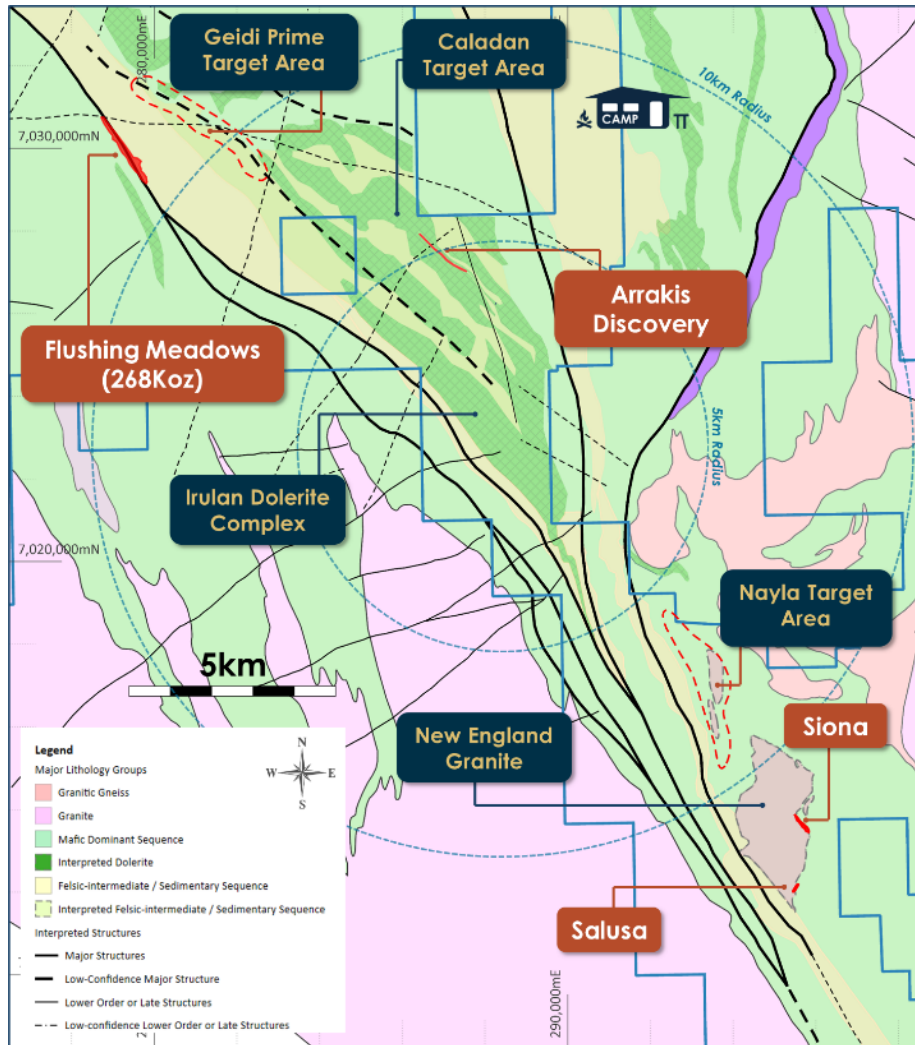 Geidi Prime
Target Area
Caladan
Target Area
280,000mE
10km Radius
CAMP
7,030,000mN
Arrakis
Discovery
Flushing Meadows
(268Koz)
5km Radius
Irulan Dolerite
Complex
7,020,000mN
Nayla Target
Area
5km
New England
Granite
Siona
Salusa
290,000mE
Legend
Major Lithology Groups
Granitic Gneiss
Granite
Mafic Dominant Sequence
Interpreted Dolerite
Felsic-intermediate / Sedimentary Sequence
Interpreted Felsic-intermediate / Sedimentary Sequence
Interpreted Structures
Major Structures
Low-Confidence Major Structure
Lower Order or Late Structures
Low-confidence Lower Order or Late Structures
N
W
E
S